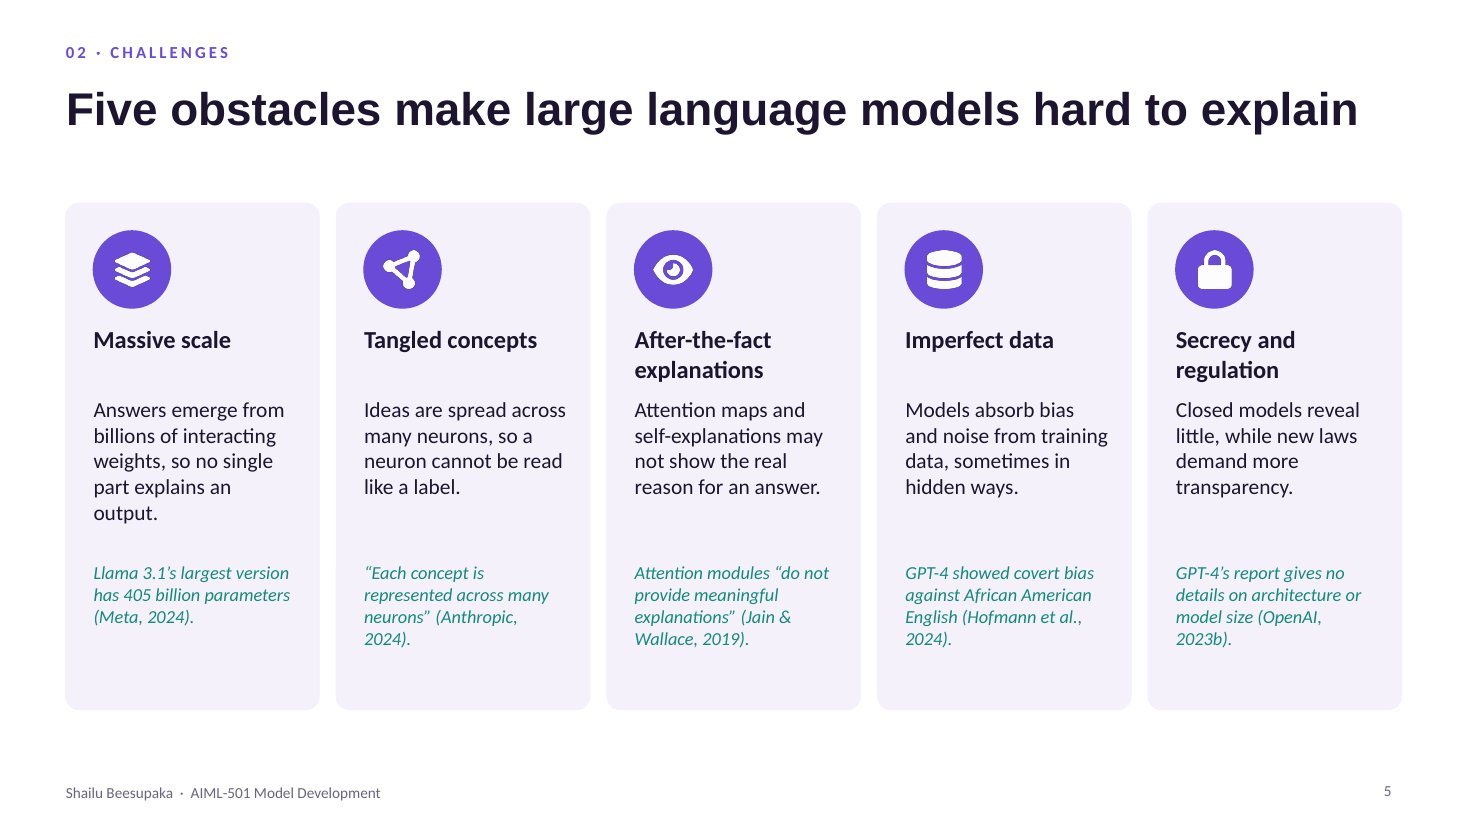 02 · CHALLENGES
Five obstacles make large language models hard to explain
Massive scale
Answers emerge from
billions of interacting
weights, so no single
part explains an
output.
Llama 3.1’s largest version
has 405 billion parameters
(Meta, 2024).
Tangled concepts
Ideas are spread across
many neurons, so a
neuron cannot be read
like a label.
“Each concept is
represented across many
neurons” (Anthropic,
2024).
After-the-fact
explanations
Attention maps and
self-explanations may
not show the real
reason for an answer.
Attention modules “do not
provide meaningful
explanations” (Jain &
Wallace, 2019).
Imperfect data
Models absorb bias
and noise from training
data, sometimes in
hidden ways.
GPT-4 showed covert bias
against African American
English (Hofmann et al.,
2024).
Secrecy and
regulation
Closed models reveal
little, while new laws
demand more
transparency.
GPT-4’s report gives no
details on architecture or
model size (OpenAI,
2023b).
Shailu Beesupaka · AIML-501 Model Development
5